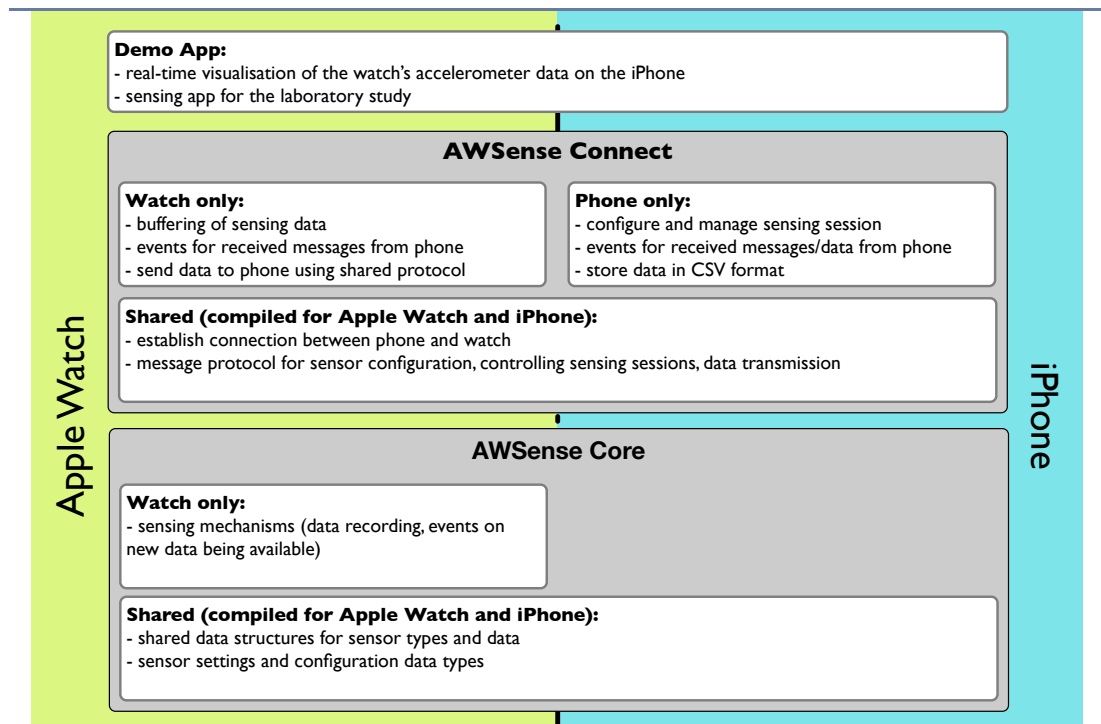 Demo App:
- real-time visualisation of the watch's accelerometer data on the iPhone
- sensing app for the laboratory study
AWSense Connect
Watch only:
- buffering of sensing data
- events for received messages from phone
- send data to phone using shared protocol
Phone only:
- configure and manage sensing session
- events for received messages/data from phone
- store data in CSV format
Shared (compiled for Apple Watch and iPhone):
- establish connection between phone and watch
- message protocol for sensor configuration, controlling sensing sessions, data transmission
Apple Watch
iPhone
AWSense Core
Watch only:
- sensing mechanisms (data recording, events on
new data being available)
Shared (compiled for Apple Watch and iPhone):
- shared data structures for sensor types and data
- sensor settings and configuration data types